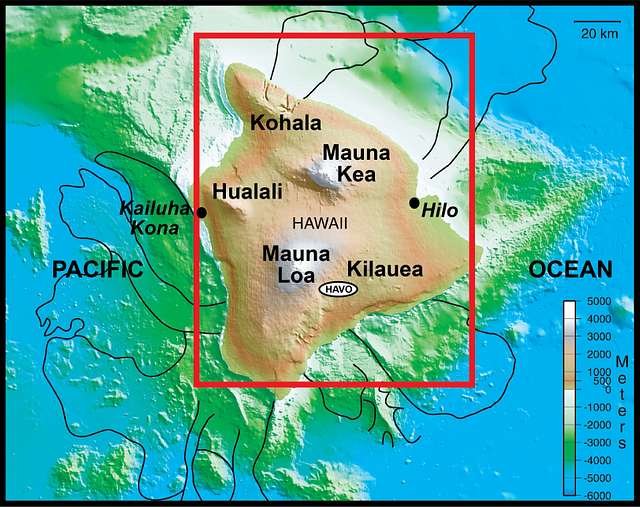 20 km
Kohala
Mauna
Kea
Hualali
Kailuha
Kona
Hilo
HAWAII
Mauna
Loa
Kilauea
HAVO
PACIFIC
OCEAN
5000
4000
3000
2000
1000
500
0
-1000
-2000
-3000
-4000
-5000
-6000
Meters